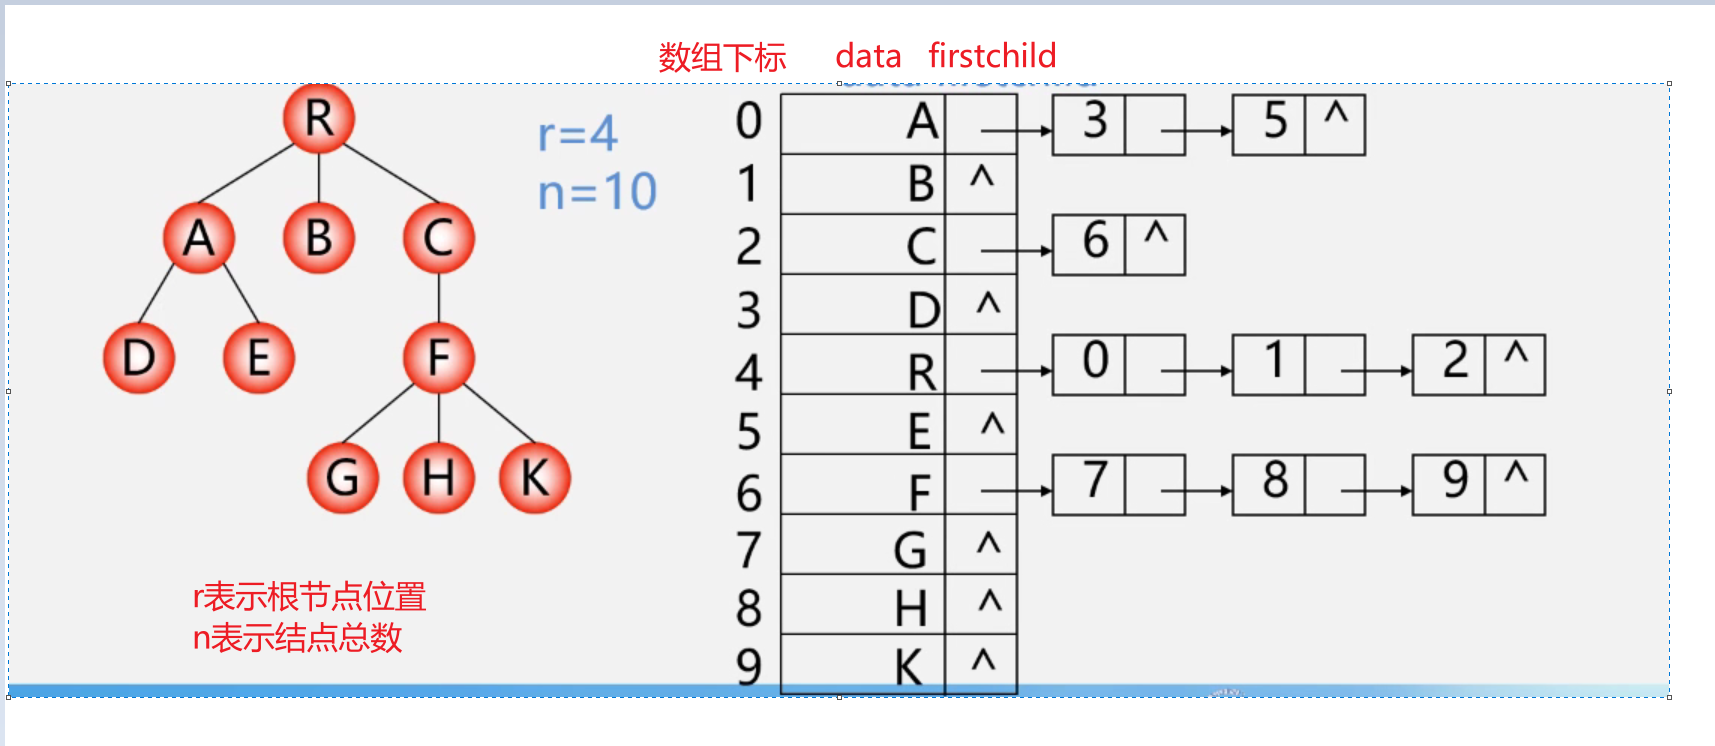 数组下标 data firstchild
R
A B C
D E F
G H K
r=4
n=10
r表示根节点位置
n表示结点总数
0 A 3 5 ^
1 B ^
2 C 6 ^
3 D ^
4 R 0 1 2 ^
5 E ^
6 F 7 8 9 ^
7 G ^
8 H ^
9 K ^